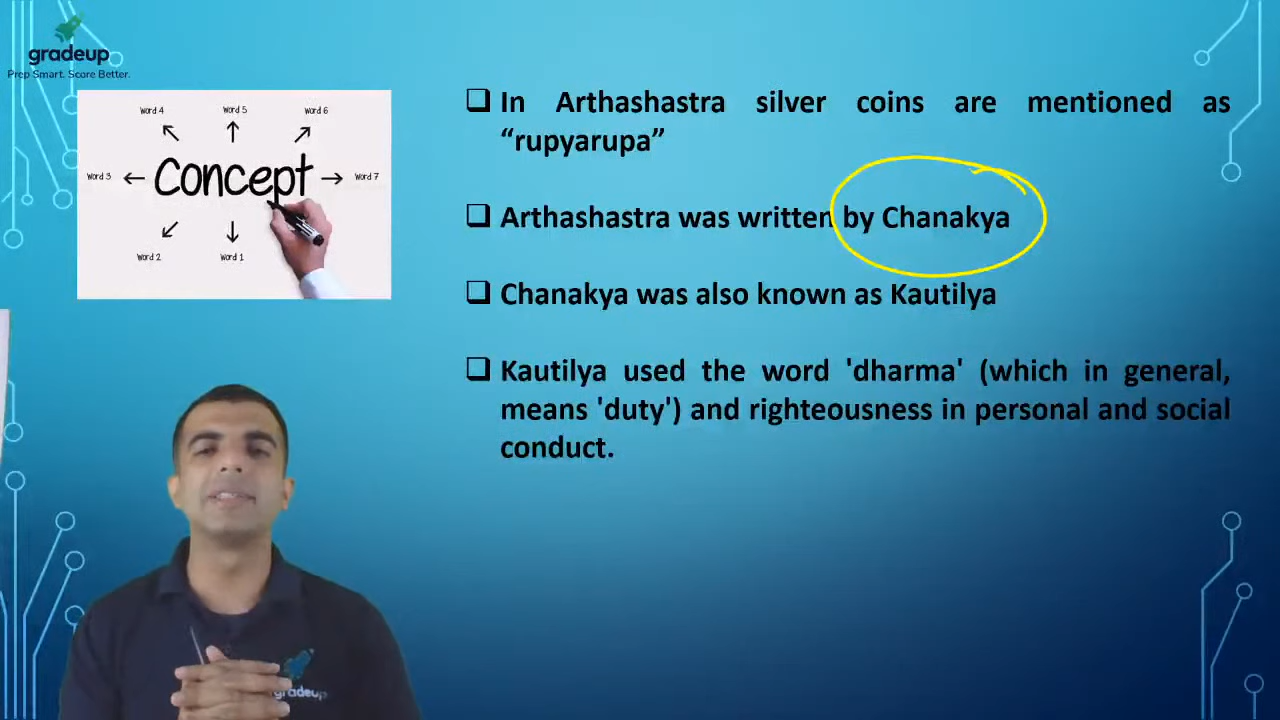 gradeup
Prep Smart. Score Better.
Word 4
Word 5
Word 6
Word 3
Concept
Word 7
Word 2
Word 1
❑ In Arthashastra silver coins are mentioned as
“rupyarupa”
❑ Arthashastra was written by Chanakya
❑ Chanakya was also known as Kautilya
❑ Kautilya used the word 'dharma' (which in general,
means 'duty') and righteousness in personal and social
conduct.
gradeup